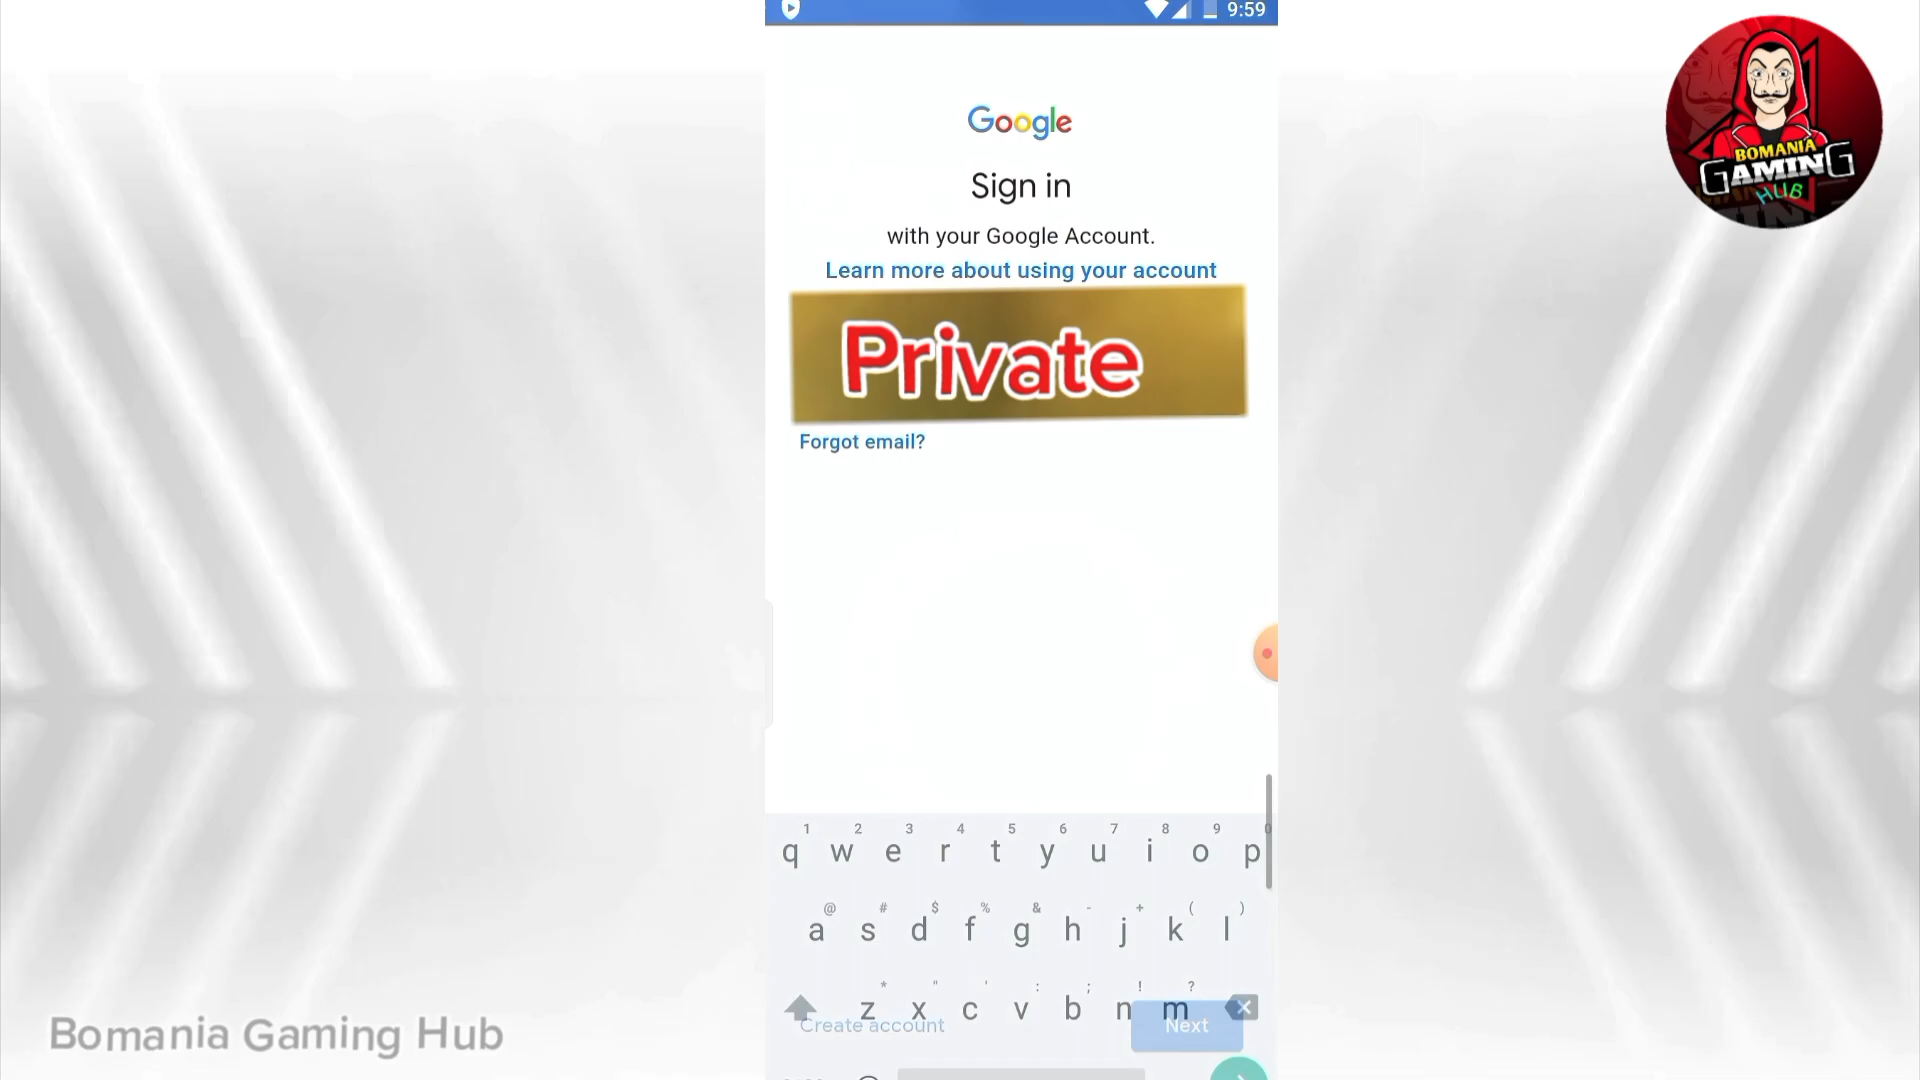 9:59
BOMANIA
GAMING
HUB
Google
Sign in
with your Google Account.
Learn more about using your account
Private
Forgot email?
1 2 3 4 5 6 7 8 9 0
q w e r t y u i o p
@ # $ % & - + ( )
a s d f g h j k l
* " ' : ; ! ?
z x c v b n m
Create account
Next
Bomania Gaming Hub